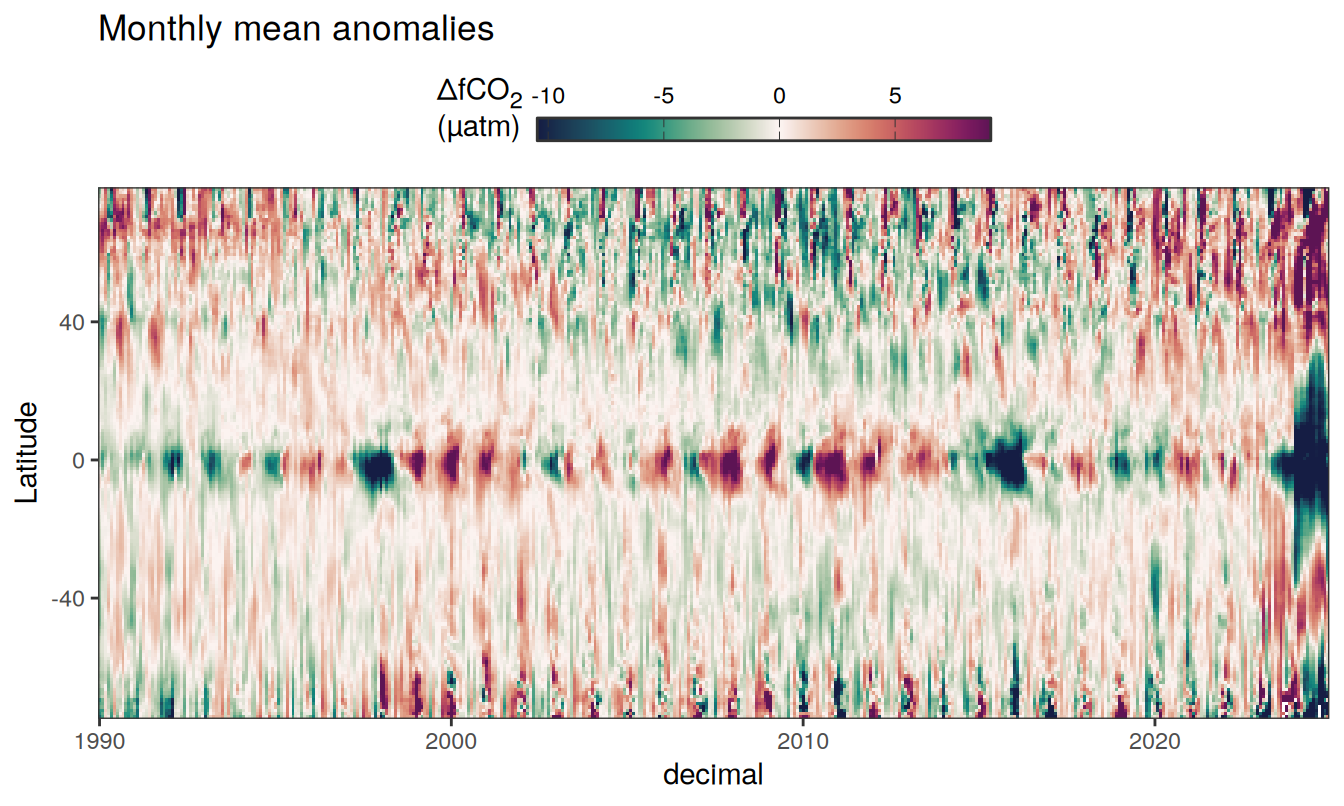 Monthly mean anomalies
ΔfCO₂ -10 -5 0 5
(µatm)
Latitude
40
0
-40
1990 2000 2010 2020
decimal